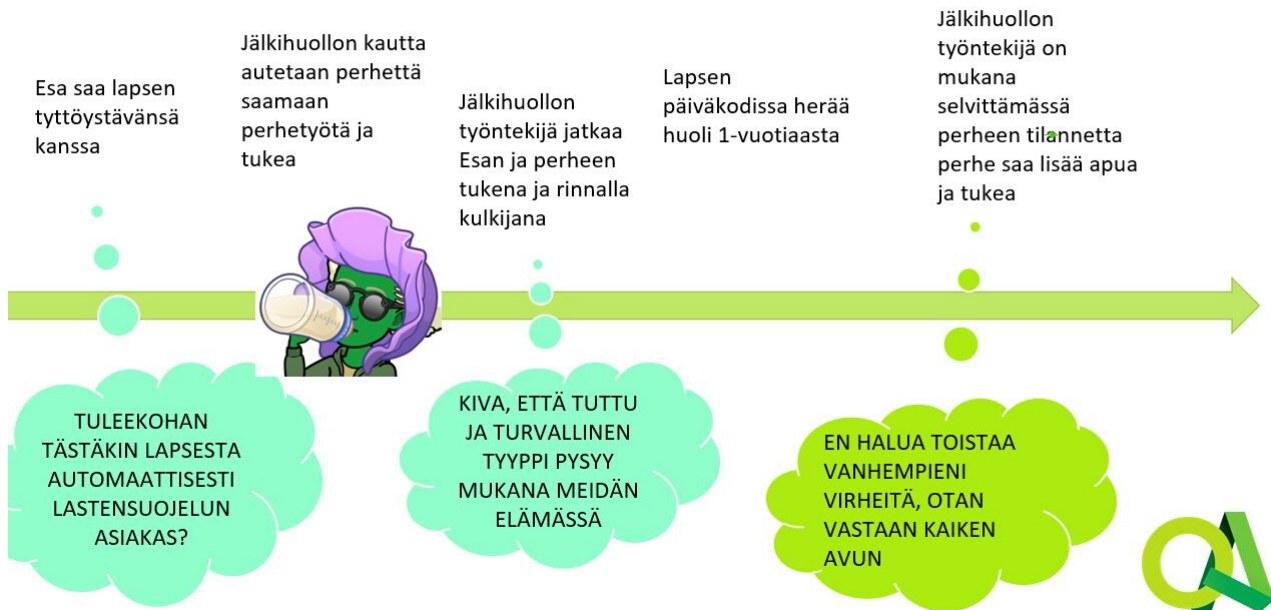 Esa saa lapsen
tyttöystävänsä
kanssa
Jälkihuollon kautta
autetaan perhettä
saamaan
perhetyötä ja
tukea
Jälkihuollon
työntekijä jatkaa
Esan ja perheen
tukena ja rinnalla
kulkijana
Lapsen
päiväkodissa herää
huoli 1-vuotiaasta
Jälkihuollon
työntekijä on
mukana
selvittämässä
perheen tilannetta
perhe saa lisää apua
ja tukea
TULEEKOHAN
TÄSTÄKIN LAPSESTA
AUTOMAATTISESTI
LASTENSUOJELUN
ASIAKAS?
KIVA, ETTÄ TUTTU
JA TURVALLINEN
TYYPPI PYSYY
MUKANA MEIDÄN
ELÄMÄSSÄ
EN HALUA TOISTAA
VANHEMPIENI
VIRHEITÄ, OTAN
VASTAAN KAIKEN
AVUN